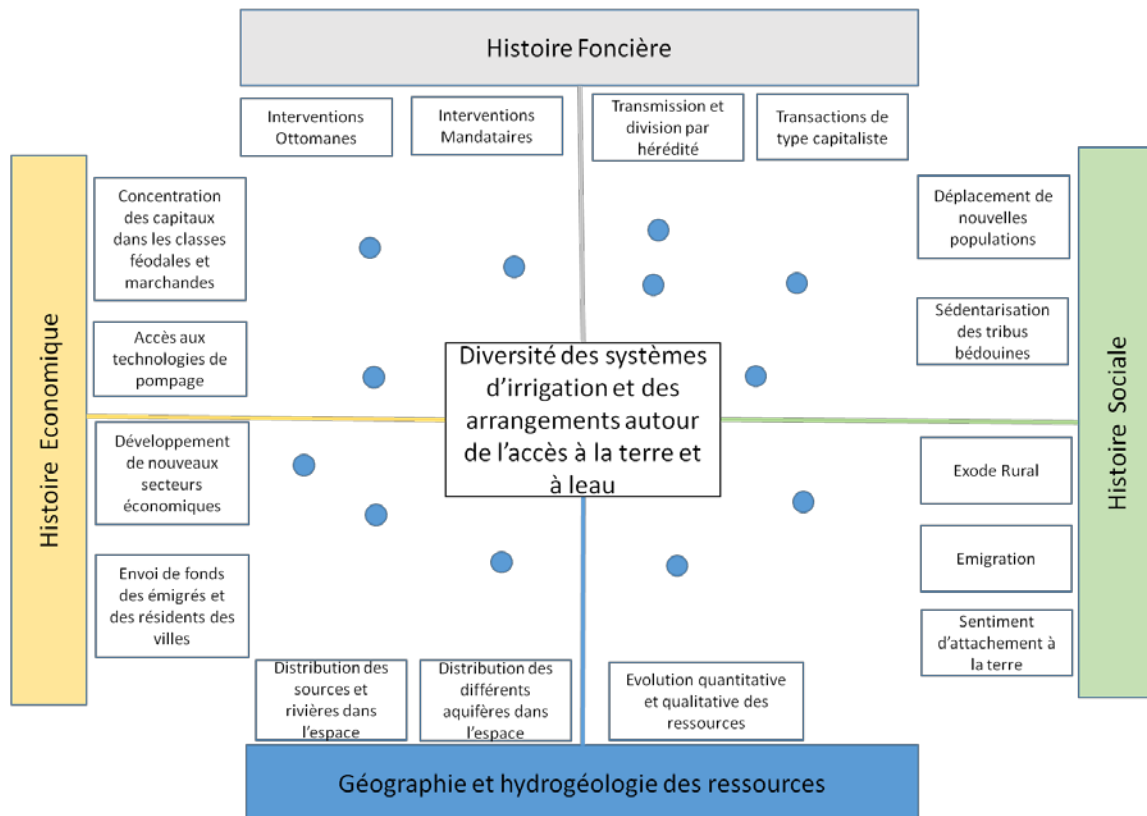 Histoire Foncière
Interventions
Ottomanes
Interventions
Mandataires
Transmission et
division par
hérédité
Transactions de
type capitaliste
Histoire Economique
Concentration
des capitaux
dans les classes
féodales et
marchandes
Accès aux
technologies de
pompage
Développement
de nouveaux
secteurs
économiques
Envoi de fonds
des émigrés et
des résidents des
villes
Diversité des systèmes
d'irrigation et des
arrangements autour
de l'accès à la terre et
à leau
Déplacement de
nouvelles
populations
Sédentarisation
des tribus
bédouines
Exode Rural
Emigration
Sentiment
d'attachement à
la terre
Histoire Sociale
Distribution des
sources et
rivières dans
l'espace
Distribution des
différents
aquifères dans
l'espace
Evolution quantitative
et qualitative des
ressources
Géographie et hydrogéologie des ressources